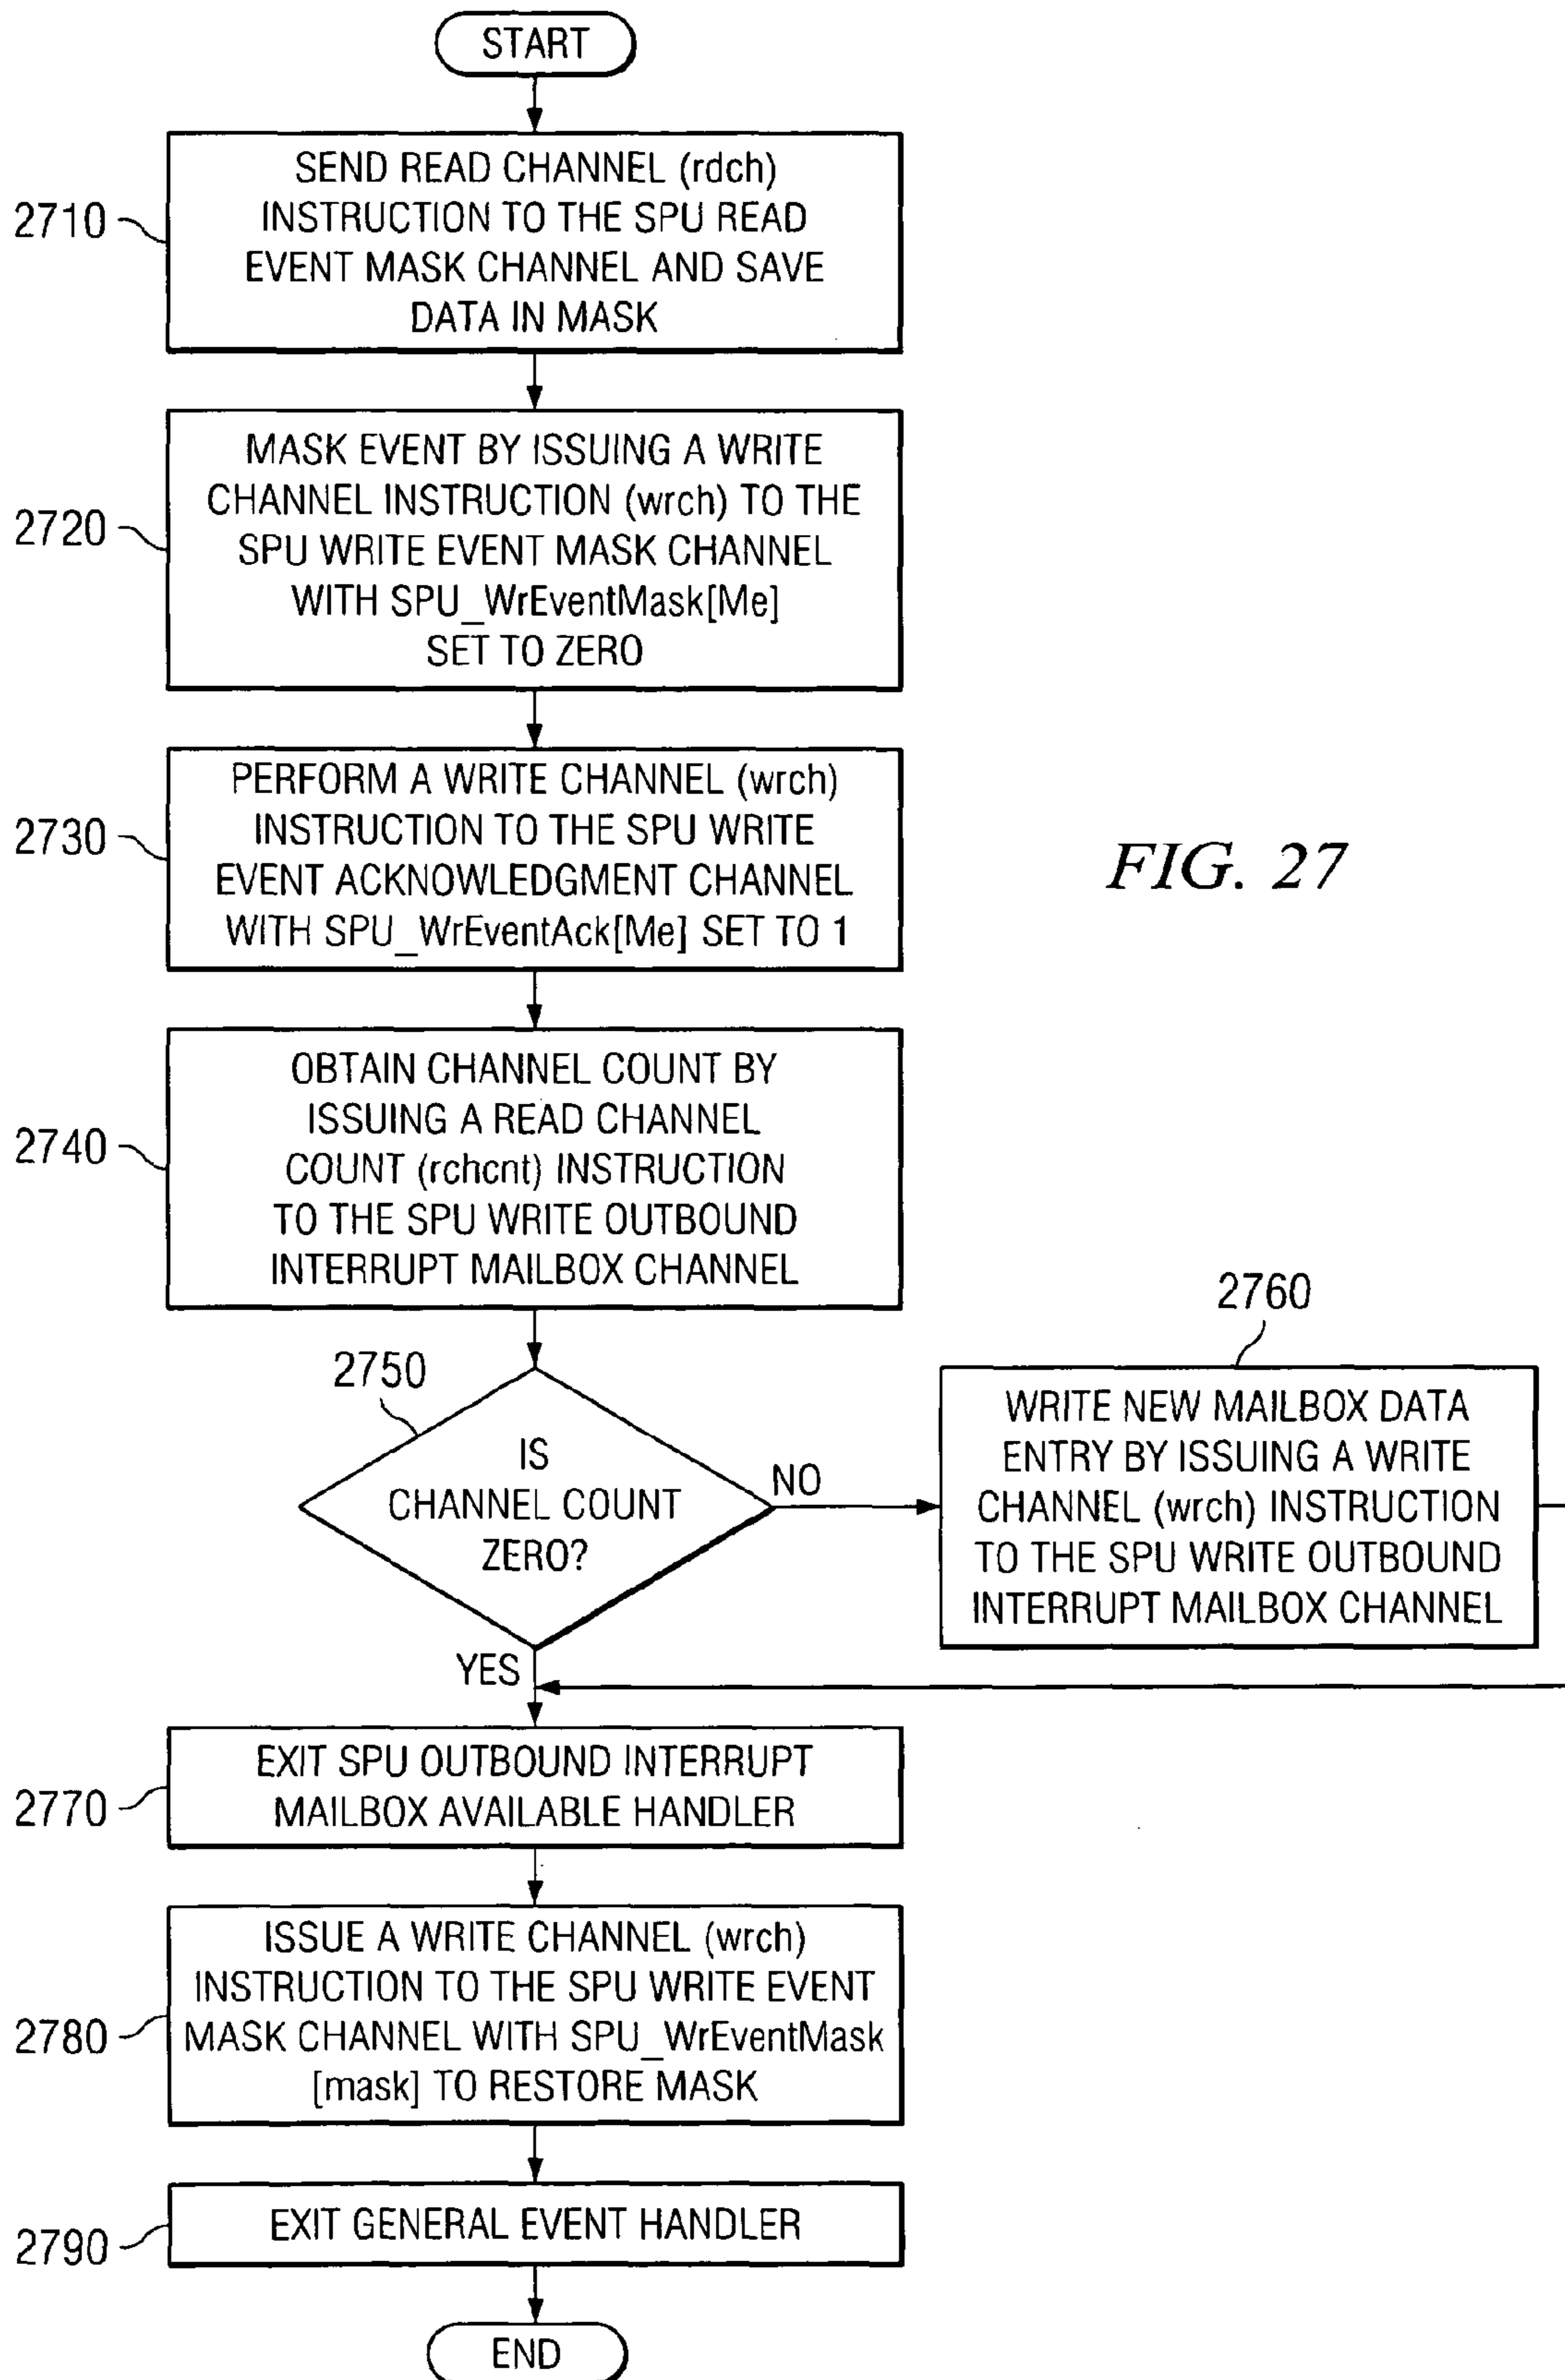 START
2710
SEND READ CHANNEL (rdch)
INSTRUCTION TO THE SPU READ
EVENT MASK CHANNEL AND SAVE
DATA IN MASK
2720
MASK EVENT BY ISSUING A WRITE
CHANNEL INSTRUCTION (wrch) TO THE
SPU WRITE EVENT MASK CHANNEL
WITH SPU_WrEventMask[Me]
SET TO ZERO
2730
PERFORM A WRITE CHANNEL (wrch)
INSTRUCTION TO THE SPU WRITE
EVENT ACKNOWLEDGMENT CHANNEL
WITH SPU_WrEventAck[Me] SET TO 1
FIG. 27
2740
OBTAIN CHANNEL COUNT BY
ISSUING A READ CHANNEL
COUNT (rchcnt) INSTRUCTION
TO THE SPU WRITE OUTBOUND
INTERRUPT MAILBOX CHANNEL
2750
IS
CHANNEL COUNT
ZERO?
NO
YES
2760
WRITE NEW MAILBOX DATA
ENTRY BY ISSUING A WRITE
CHANNEL (wrch) INSTRUCTION
TO THE SPU WRITE OUTBOUND
INTERRUPT MAILBOX CHANNEL
2770
EXIT SPU OUTBOUND INTERRUPT
MAILBOX AVAILABLE HANDLER
2780
ISSUE A WRITE CHANNEL (wrch)
INSTRUCTION TO THE SPU WRITE EVENT
MASK CHANNEL WITH SPU_WrEventMask
[mask] TO RESTORE MASK
2790
EXIT GENERAL EVENT HANDLER
END